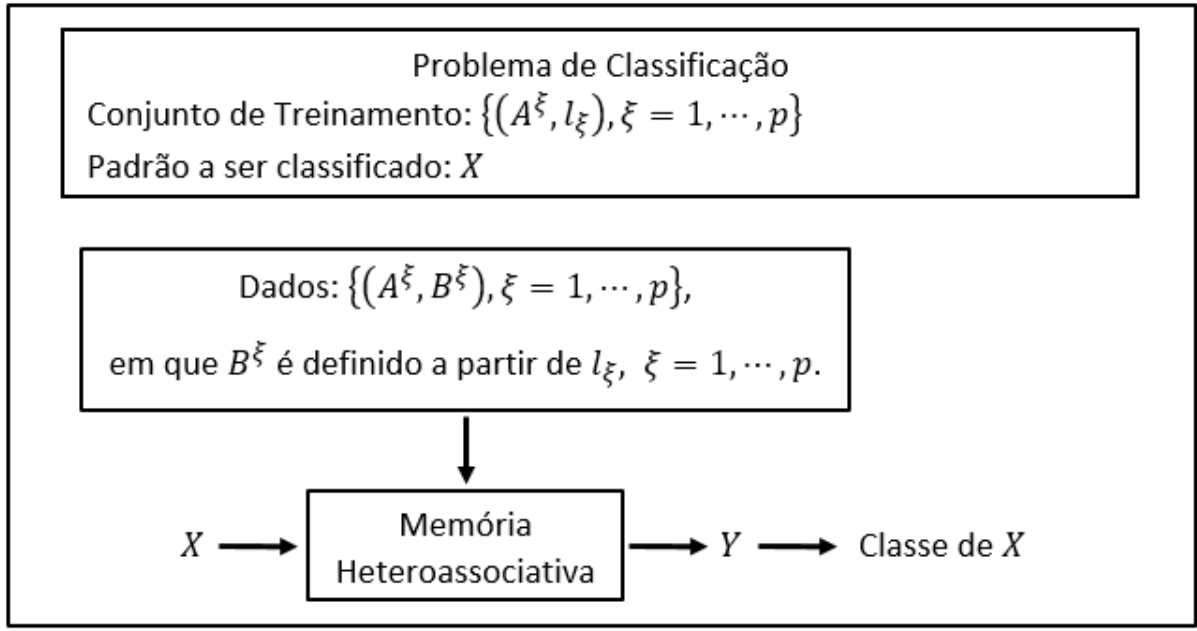 Problema de Classificação
Conjunto de Treinamento: {(A^ξ, l_ξ), ξ = 1, ⋯, p}
Padrão a ser classificado: X
Dados: {(A^ξ, B^ξ), ξ = 1, ⋯, p},
em que B^ξ é definido a partir de l_ξ, ξ = 1, ⋯, p.
X → Memória Heteroassociativa → Y → Classe de X